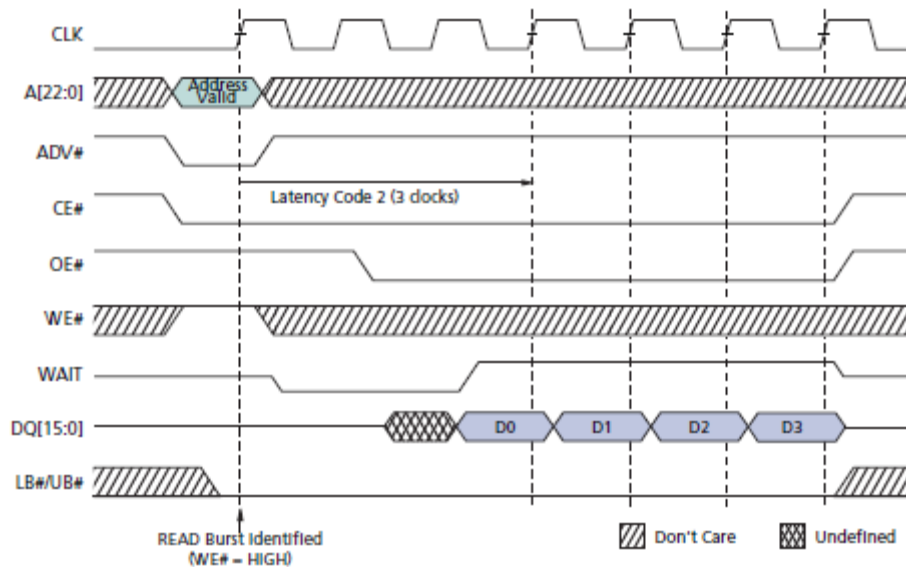 CLK
A[22:0]
Address
Valid
ADV#
Latency Code 2 (3 clocks)
CE#
OE#
WE#
WAIT
DQ[15:0]
D0
D1
D2
D3
LB#/UB#
READ Burst Identified
(WE# = HIGH)
Don't Care
Undefined